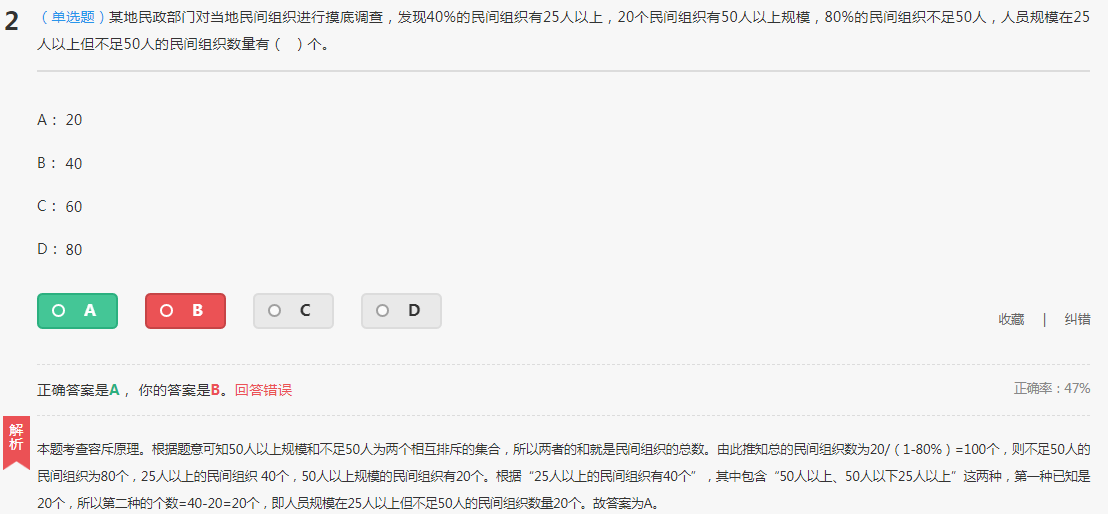 2 （单选题）某地民政部门对当地民间组织进行摸底调查，发现40%的民间组织有25人以上，20个民间组织有50人以上规模，80%的民间组织不足50人，人员规模在25
人以上但不足50人的民间组织数量有（ ）个。
A： 20
B： 40
C： 60
D： 80
A B C D
收藏 | 纠错
正确答案是A， 你的答案是B。回答错误 正确率：47%
解析
本题考查容斥原理。根据题意可知50人以上规模和不足50人为两个相互排斥的集合，所以两者的和就是民间组织的总数。由此推知总的民间组织数为20/（1-80%）=100个，则不足50人的
民间组织为80个，25人以上的民间组织 40个，50人以上规模的民间组织有20个。根据“25人以上的民间组织有40个”，其中包含“50人以上、50人以下25人以上”这两种，第一种已知是
20个，所以第二种的个数=40-20=20个，即人员规模在25人以上但不足50人的民间组织数量20个。故答案为A。